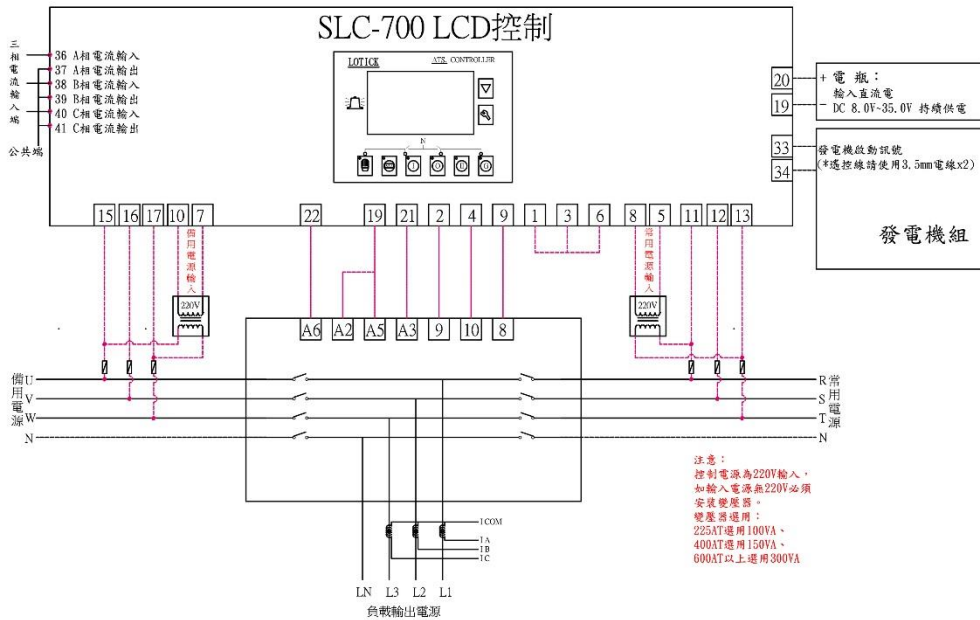 SLC-700 LCD控制
三相電流輸入端
36 A相電流輸入
37 A相電流輸出
38 B相電流輸入
39 B相電流輸出
40 C相電流輸入
41 C相電流輸出
公共端
LOTICK
ATS CONTROLLER
N
20
19
+ 電瓶：
輸入直流電
- DC 8.0V~35.0V 持續供電
33
34
發電機啟動訊號
(*遙控線請使用3.5mm電線x2)
發電機組
15 16 17 10 7 22 19 21 2 4 9 1 3 6 8 5 11 12 13
備用電源輸入
常用電源輸入
220V
220V
A6 A2 A5 A3 9 10 8
備用電源
U
V
W
N
常用電源
R
S
T
N
注意：
控制電源為220V輸入，
如輸入電源無220V必須
安裝變壓器。
變壓器選用：
225AT選用100VA、
400AT選用150VA、
600AT以上選用300VA
ICOM
IA
IB
IC
LN L3 L2 L1
負載輸出電源